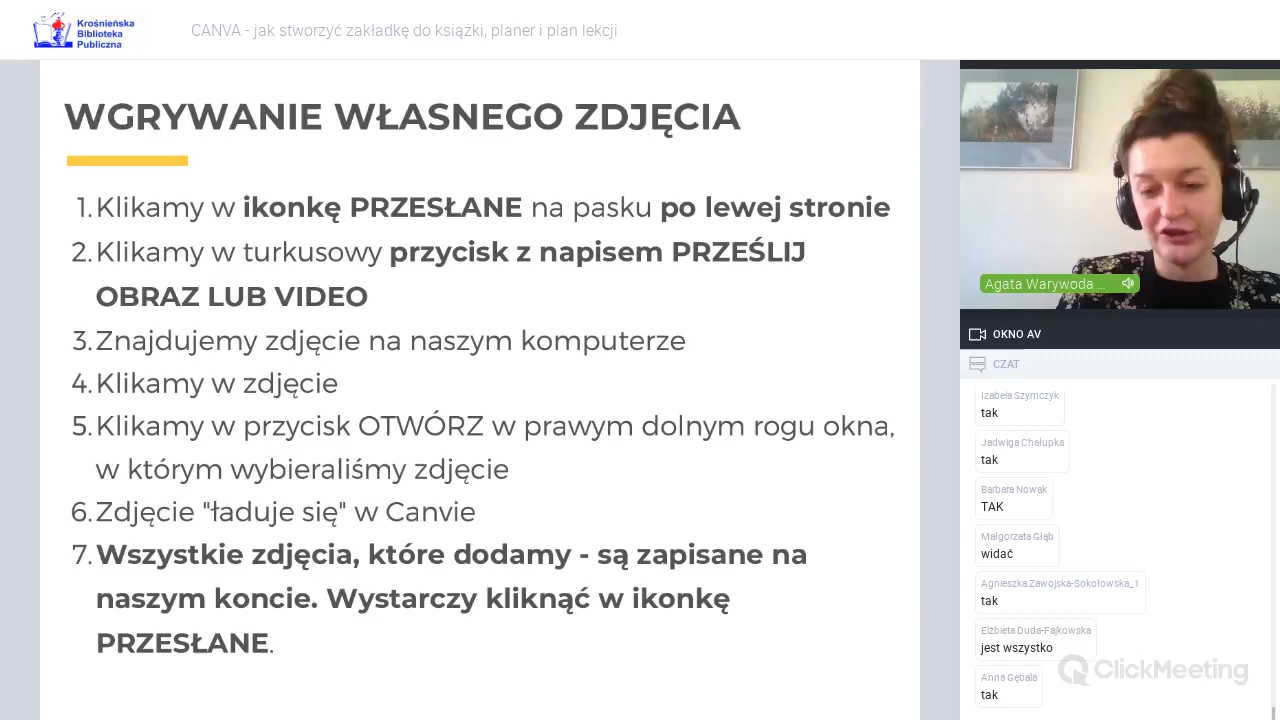 Krośnieńska
Biblioteka
Publiczna
CANVA - jak stworzyć zakładkę do książki, planer i plan lekcji
WGRYWANIE WŁASNEGO ZDJĘCIA
1. Klikamy w ikonkę PRZESŁANE na pasku po lewej stronie
2. Klikamy w turkusowy przycisk z napisem PRZEŚLIJ
OBRAZ LUB VIDEO
3. Znajdujemy zdjęcie na naszym komputerze
4. Klikamy w zdjęcie
5. Klikamy w przycisk OTWÓRZ w prawym dolnym rogu okna,
w którym wybieraliśmy zdjęcie
6. Zdjęcie "ładuje się" w Canvie
7. Wszystkie zdjęcia, które dodamy - są zapisane na
naszym koncie. Wystarczy kliknąć w ikonkę
PRZESŁANE.
Agata Warywoda ...
OKNO AV
CZAT
Izabela Szymczyk
tak
Jadwiga Chałupka
tak
Barbara Nowak
TAK
Małgorzata Głąb
widać
Agnieszka Zawojska-Sokołowska_1
tak
Elżbieta Duda-Fajkowska
jest wszystko
Anna Gębala
tak
ClickMeeting